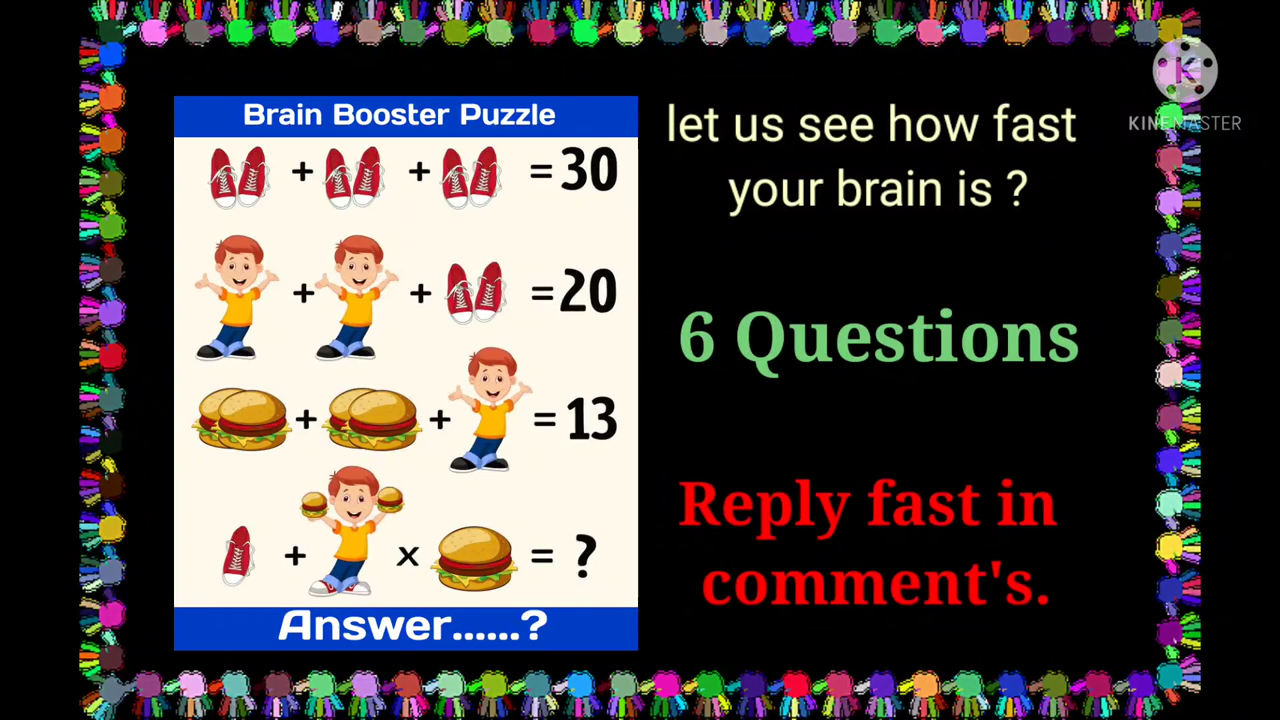 Brain Booster Puzzle
+ + =30
+ + =20
+ + =13
+ x = ?
Answer......?
let us see how fast
your brain is ?
6 Questions
Reply fast in
comment's.
K
KINEMASTER